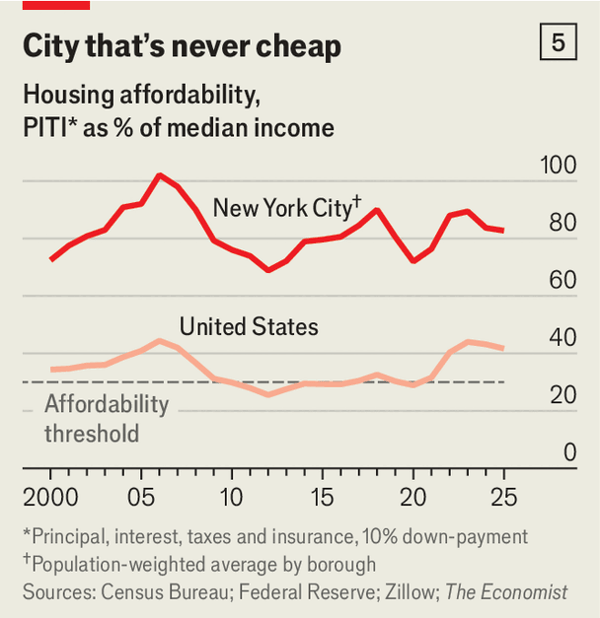 City that's never cheap
5
Housing affordability,
PITI* as % of median income
100
New York City†
80
60
United States
40
Affordability
threshold
20
0
2000 05 10 15 20 25
*Principal, interest, taxes and insurance, 10% down-payment
†Population-weighted average by borough
Sources: Census Bureau; Federal Reserve; Zillow; The Economist